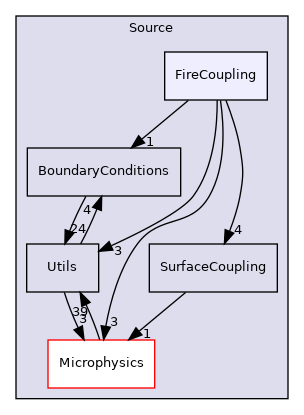 Source
FireCoupling
1
BoundaryConditions
4
24
4
3
Utils
SurfaceCoupling
39
3
3
1
Microphysics